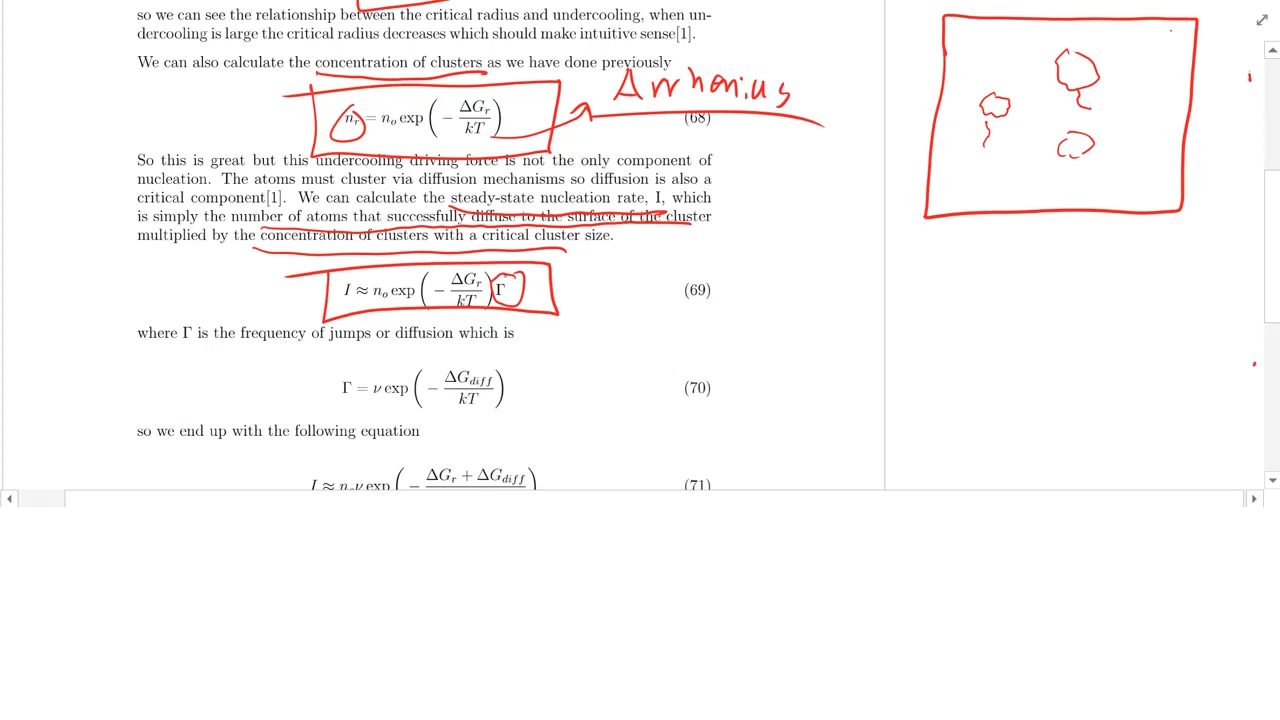 so we can see the relationship between the critical radius and undercooling, when un-
dercooling is large the critical radius decreases which should make intuitive sense[1].
We can also calculate the concentration of clusters as we have done previously
Arrhenius
n_r = n_o exp ( − ΔG_r / kT ) (68)
So this is great but this undercooling driving force is not the only component of
nucleation. The atoms must cluster via diffusion mechanisms so diffusion is also a
critical component[1]. We can calculate the steady-state nucleation rate, I, which
is simply the number of atoms that successfully diffuse to the surface of the cluster
multiplied by the concentration of clusters with a critical cluster size.
I ≈ n_o exp ( − ΔG_r / kT ) Γ (69)
where Γ is the frequency of jumps or diffusion which is
Γ = ν exp ( − ΔG_diff / kT ) (70)
so we end up with the following equation
I ≈ n_o ν exp ( − ΔG_r + ΔG_diff ) (71)